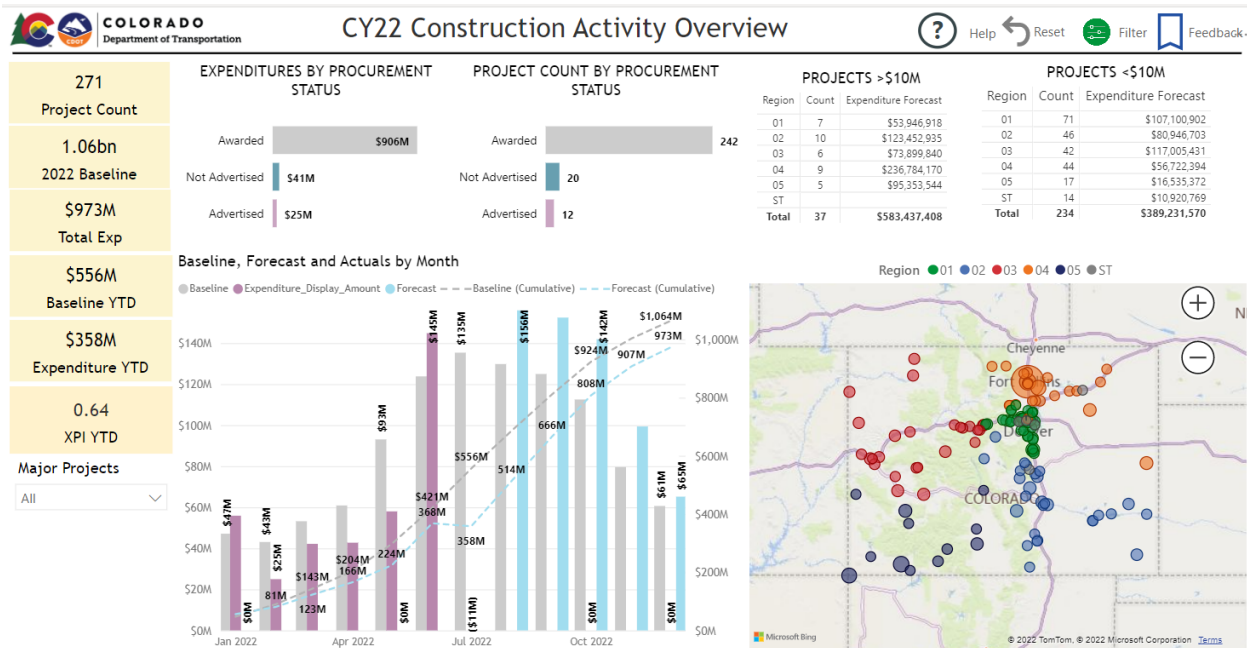 COLORADO
Department of Transportation
CDOT
CY22 Construction Activity Overview
? Help Reset Filter Feedback
271
Project Count
1.06bn
2022 Baseline
$973M
Total Exp
$556M
Baseline YTD
$358M
Expenditure YTD
0.64
XPI YTD
Major Projects
All
EXPENDITURES BY PROCUREMENT
STATUS
Awarded $906M
Not Advertised $41M
Advertised $25M
PROJECT COUNT BY PROCUREMENT
STATUS
Awarded 242
Not Advertised 20
Advertised 12
PROJECTS >$10M
Region Count Expenditure Forecast
01 7 $53,946,918
02 10 $123,452,935
03 6 $73,899,840
04 9 $236,784,170
05 5 $95,353,544
ST
Total 37 $583,437,408
PROJECTS <$10M
Region Count Expenditure Forecast
01 71 $107,100,902
02 46 $80,946,703
03 42 $117,005,431
04 44 $56,722,394
05 17 $16,535,372
ST 14 $10,920,769
Total 234 $389,231,570
Baseline, Forecast and Actuals by Month
Baseline Expenditure_Display_Amount Forecast Baseline (Cumulative) Forecast (Cumulative)
$140M
$120M
$100M
$80M
$60M
$40M
$20M
$0M
$1,000M
$800M
$600M
$400M
$200M
$0M
$47M
$0M
$43M
$25M
81M
$143M
123M
$204M
166M
$93M
224M
$0M
$145M
$421M
368M
$135M
$556M
358M
($11M)
$156M
514M
666M
$142M
$924M
808M
$0M
907M
$1,064M
973M
$61M
$0M
$65M
Jan 2022 Apr 2022 Jul 2022 Oct 2022
Region 01 02 03 04 05 ST
Cheyenne
Denver
COLORADO
Microsoft Bing
© 2022 TomTom, © 2022 Microsoft Corporation Terms